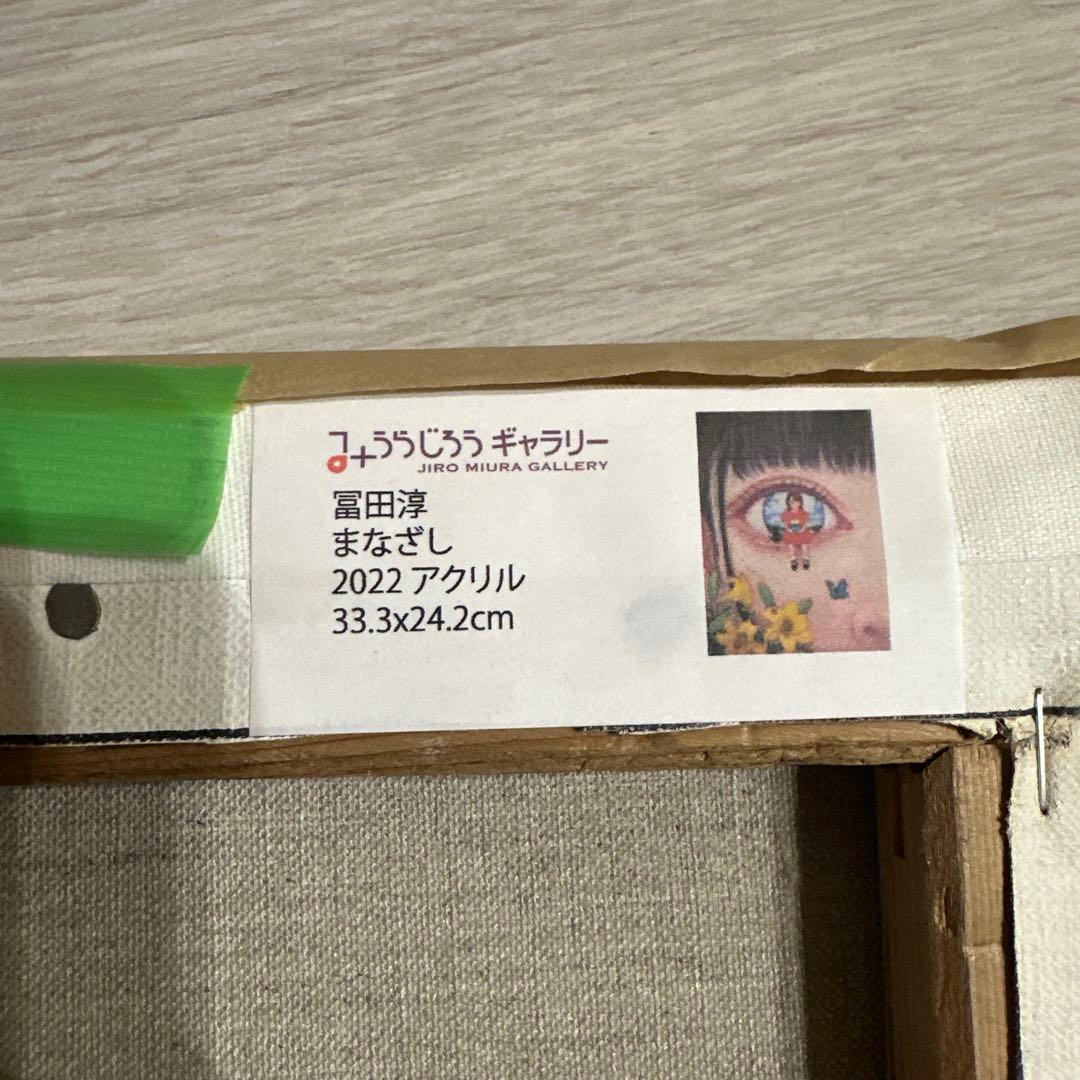 みうらじろうギャラリー
JIRO MIURA GALLERY
冨田淳
まなざし
2022 アクリル
33.3x24.2cm